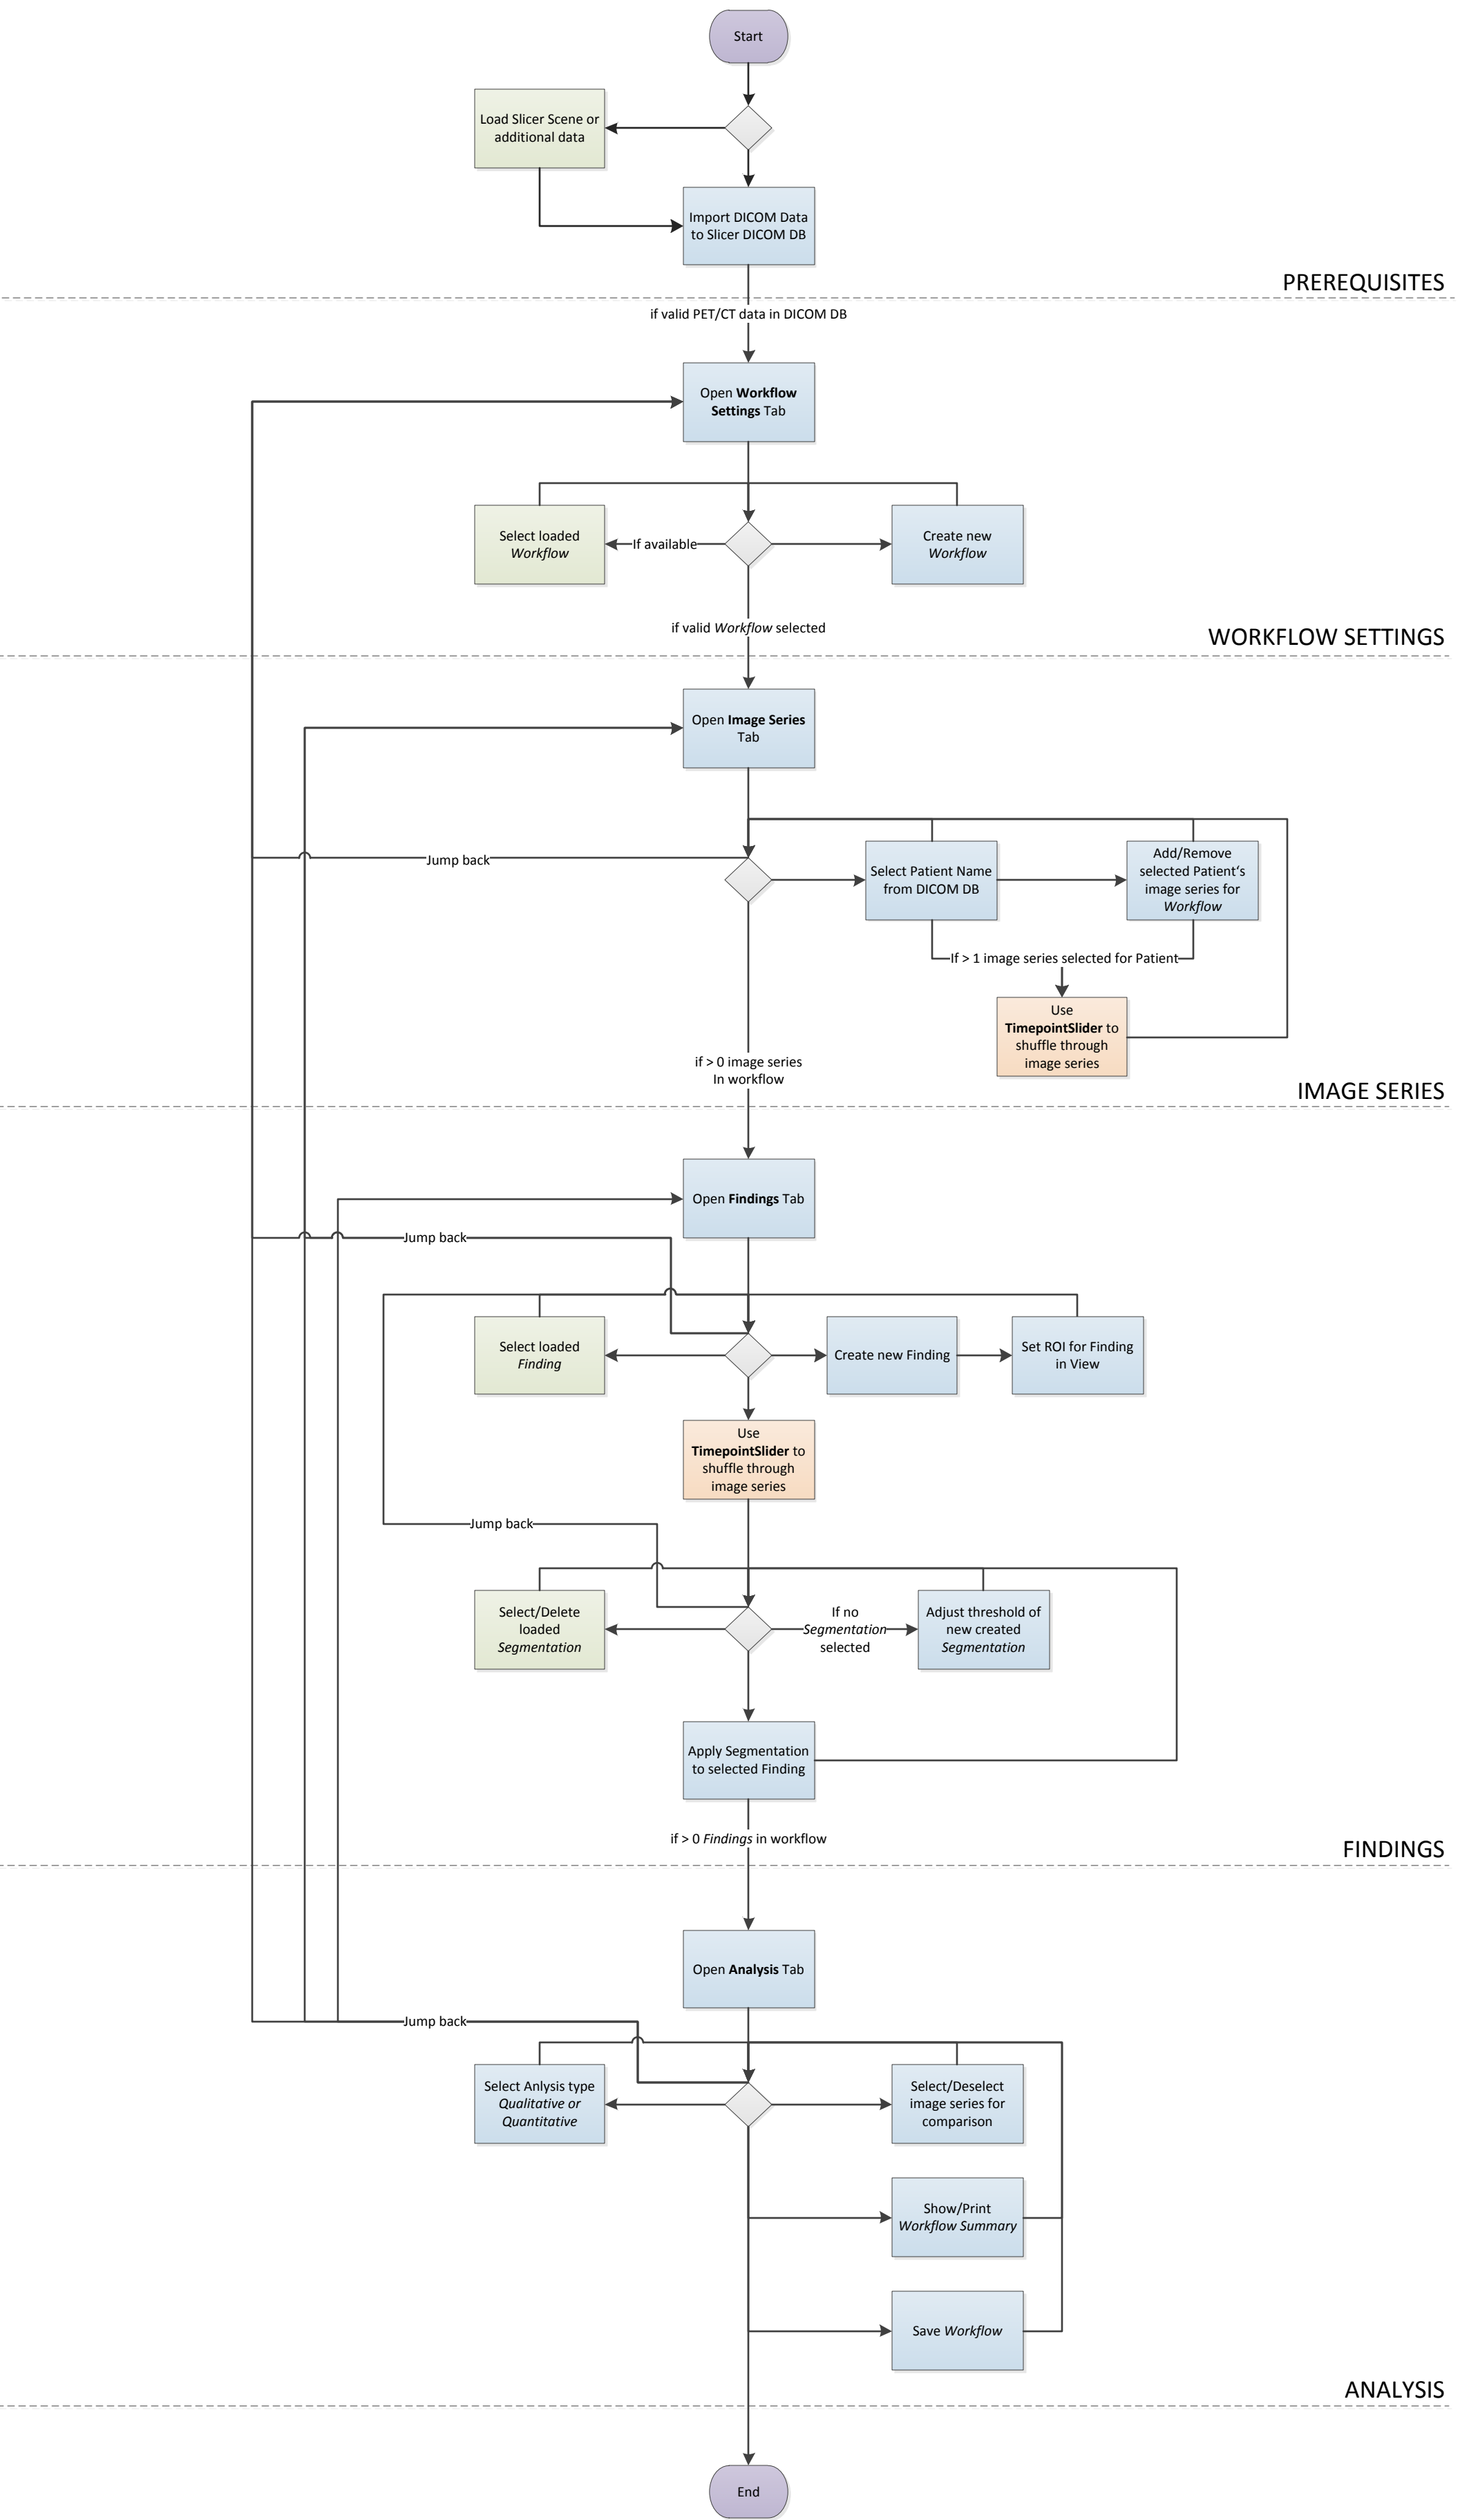 Start
Load Slicer Scene or
additional data
Import DICOM Data
to Slicer DICOM DB
PREREQUISITES
if valid PET/CT data in DICOM DB
Open Workflow
Settings Tab
Select loaded
Workflow
If available
Create new
Workflow
if valid Workflow selected
WORKFLOW SETTINGS
Open Image Series
Tab
Jump back
Select Patient Name
from DICOM DB
Add/Remove
selected Patient‘s
image series for
Workflow
If > 1 image series selected for Patient
Use
TimepointSlider to
shuffle through
image series
if > 0 image series
In workflow
IMAGE SERIES
Open Findings Tab
Jump back
Select loaded
Finding
Create new Finding
Set ROI for Finding
in View
Use
TimepointSlider to
shuffle through
image series
Jump back
Select/Delete
loaded
Segmentation
If no
Segmentation
selected
Adjust threshold of
new created
Segmentation
Apply Segmentation
to selected Finding
if > 0 Findings in workflow
FINDINGS
Open Analysis Tab
Jump back
Select Anlysis type
Qualitative or
Quantitative
Select/Deselect
image series for
comparison
Show/Print
Workflow Summary
Save Workflow
ANALYSIS
End